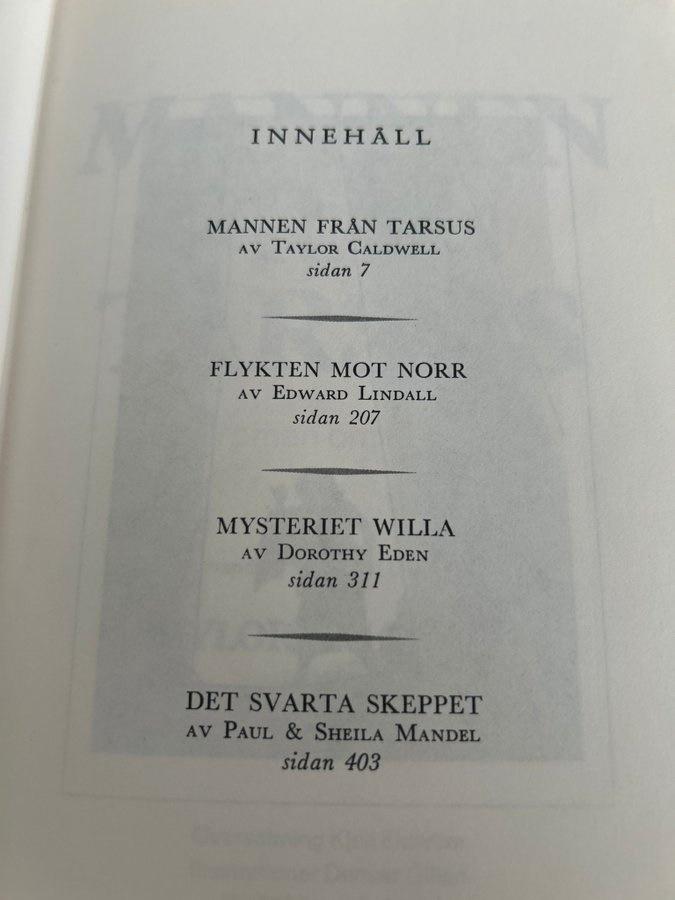 INNEHÅLL
MANNEN FRÅN TARSUS
AV TAYLOR CALDWELL
sidan 7
FLYKTEN MOT NORR
AV EDWARD LINDALL
sidan 207
MYSTERIET WILLA
AV DOROTHY EDEN
sidan 311
DET SVARTA SKEPPET
AV PAUL & SHEILA MANDEL
sidan 403